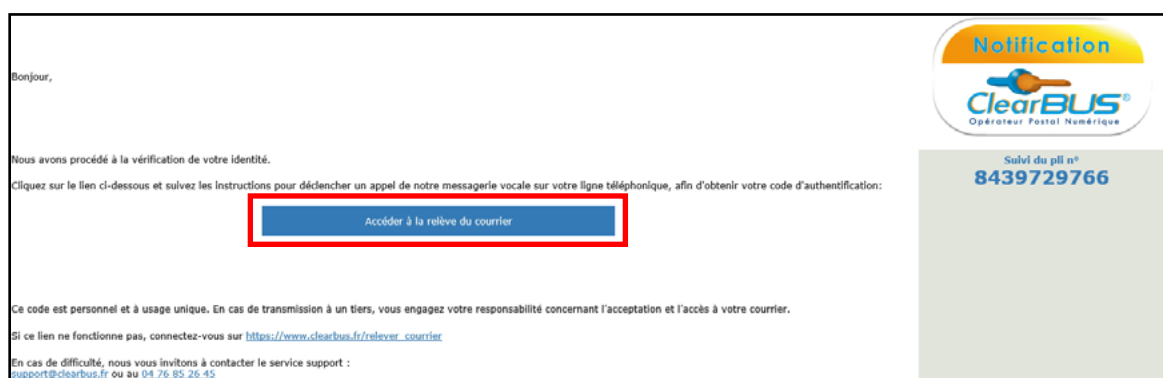 Notification
ClearBUS®
Opérateur Postal Numérique
Bonjour,
Nous avons procédé à la vérification de votre identité.
Suivi du pli n°
8439729766
Cliquez sur le lien ci-dessous et suivez les instructions pour déclencher un appel de notre messagerie vocale sur votre ligne téléphonique, afin d'obtenir votre code d'authentification:
Accéder à la relève du courrier
Ce code est personnel et à usage unique. En cas de transmission à un tiers, vous engagez votre responsabilité concernant l'acceptation et l'accès à votre courrier.
Si ce lien ne fonctionne pas, connectez-vous sur https://www.clearbus.fr/relever_courrier
En cas de difficulté, nous vous invitons à contacter le service support :
support@clearbus.fr ou au 04 76 85 26 45